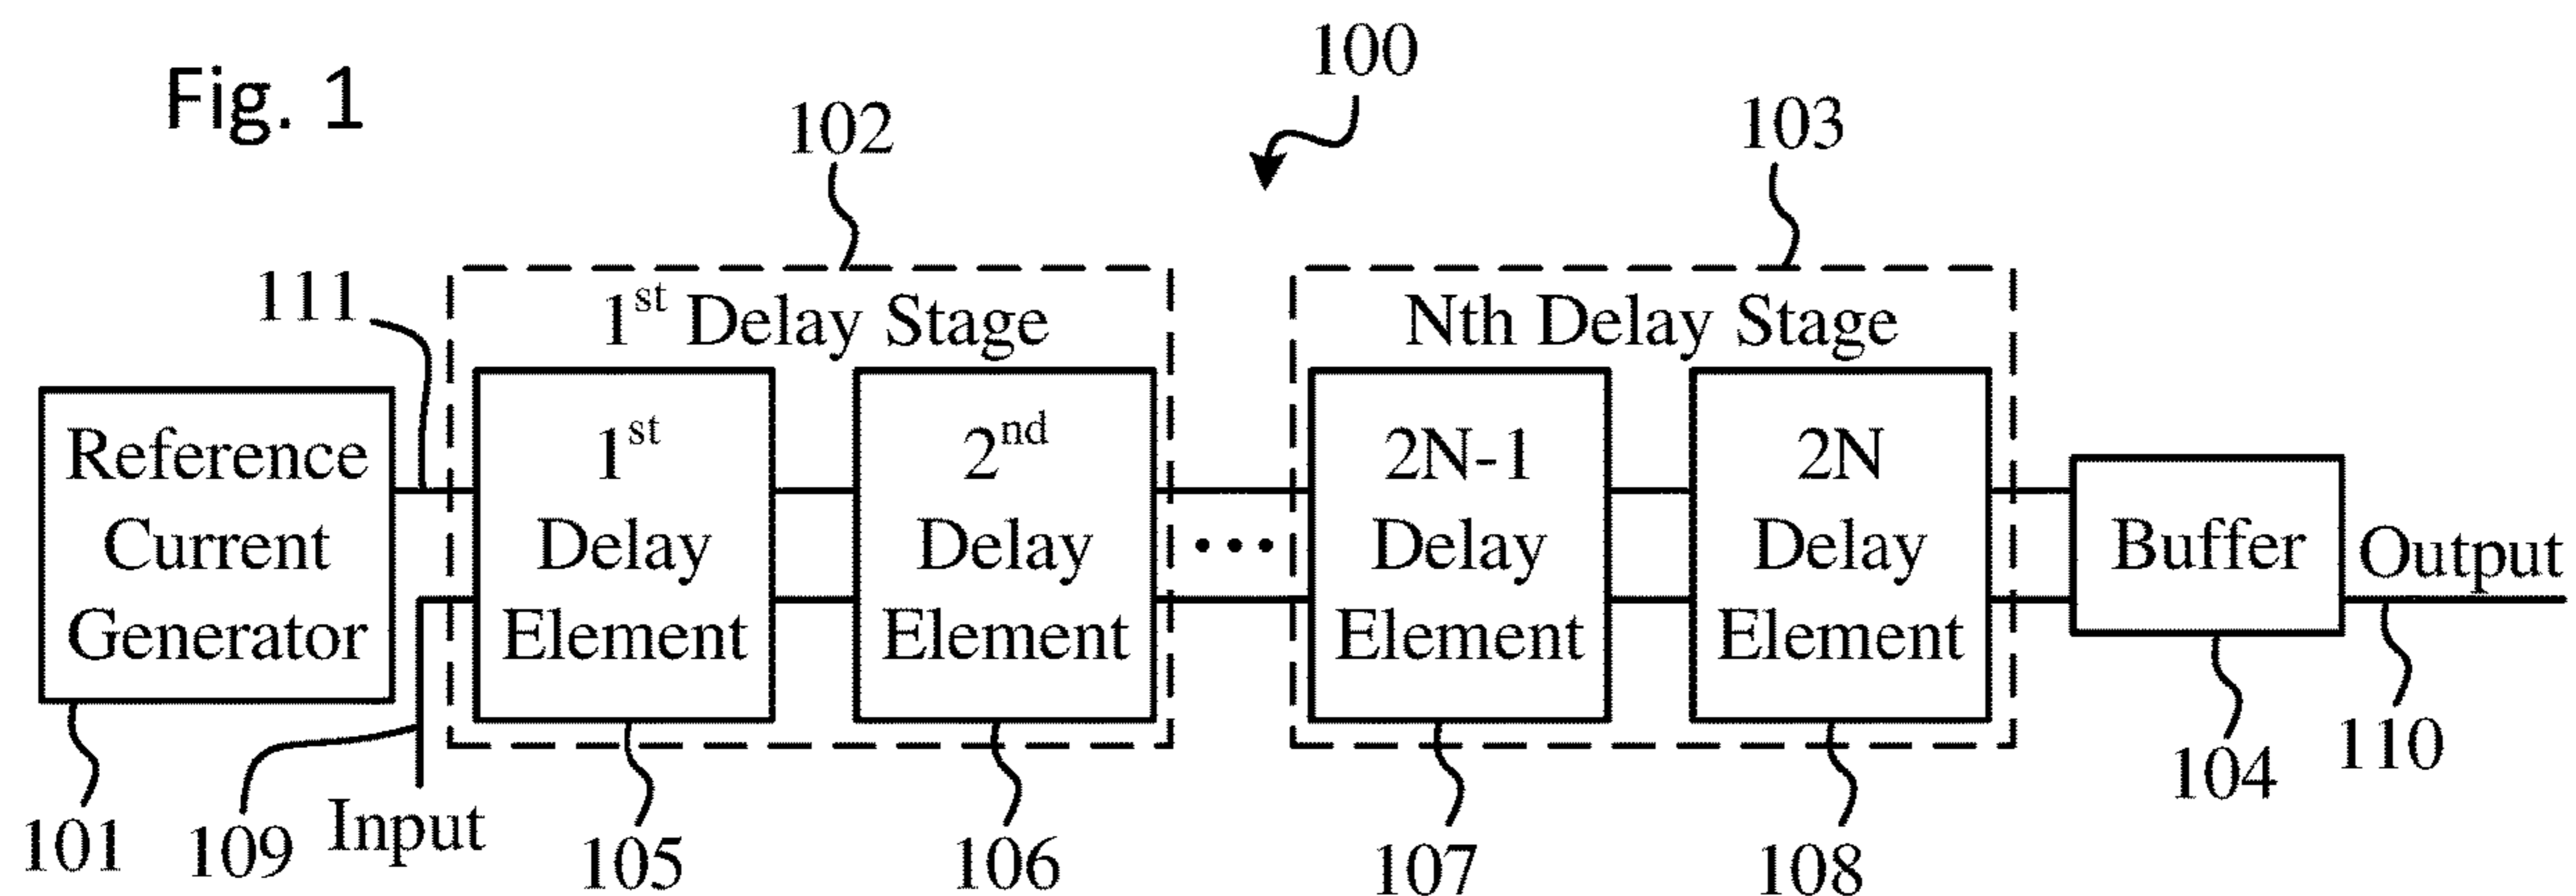 Fig. 1
100
102
103
111
1st Delay Stage
Nth Delay Stage
Reference
Current
Generator
1st
Delay
Element
2nd
Delay
Element
...
2N-1
Delay
Element
2N
Delay
Element
Buffer
Output
101
109
Input
105
106
107
108
104
110